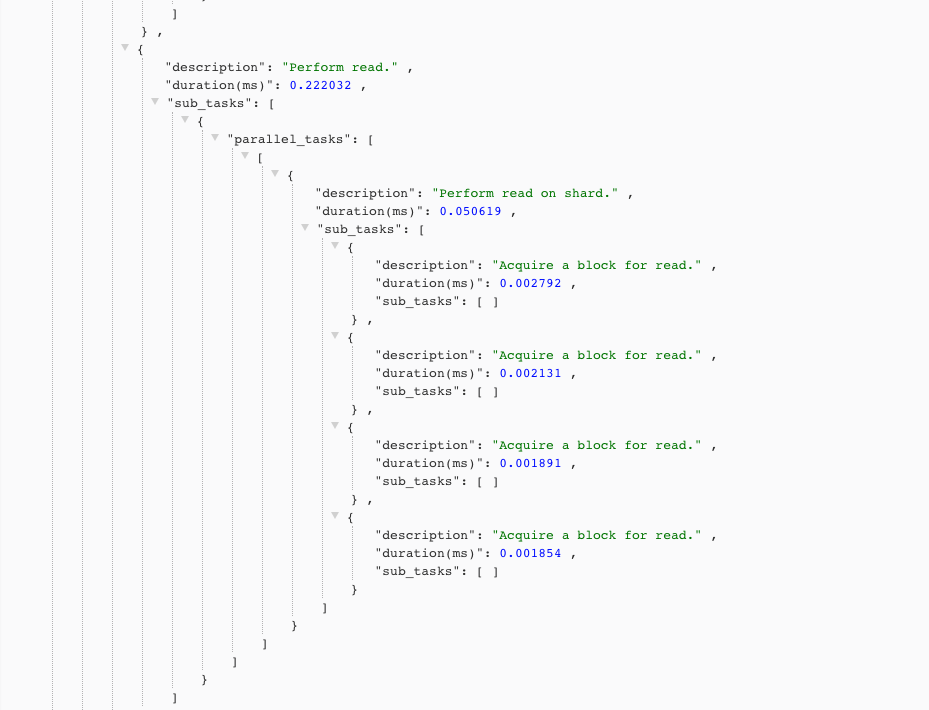 ]
} ,
{
"description": "Perform read." ,
"duration(ms)": 0.222032 ,
"sub_tasks": [
{
"parallel_tasks": [
[
{
"description": "Perform read on shard." ,
"duration(ms)": 0.050619 ,
"sub_tasks": [
{
"description": "Acquire a block for read." ,
"duration(ms)": 0.002792 ,
"sub_tasks": [ ]
} ,
{
"description": "Acquire a block for read." ,
"duration(ms)": 0.002131 ,
"sub_tasks": [ ]
} ,
{
"description": "Acquire a block for read." ,
"duration(ms)": 0.001891 ,
"sub_tasks": [ ]
} ,
{
"description": "Acquire a block for read." ,
"duration(ms)": 0.001854 ,
"sub_tasks": [ ]
}
]
}
]
]
}
]